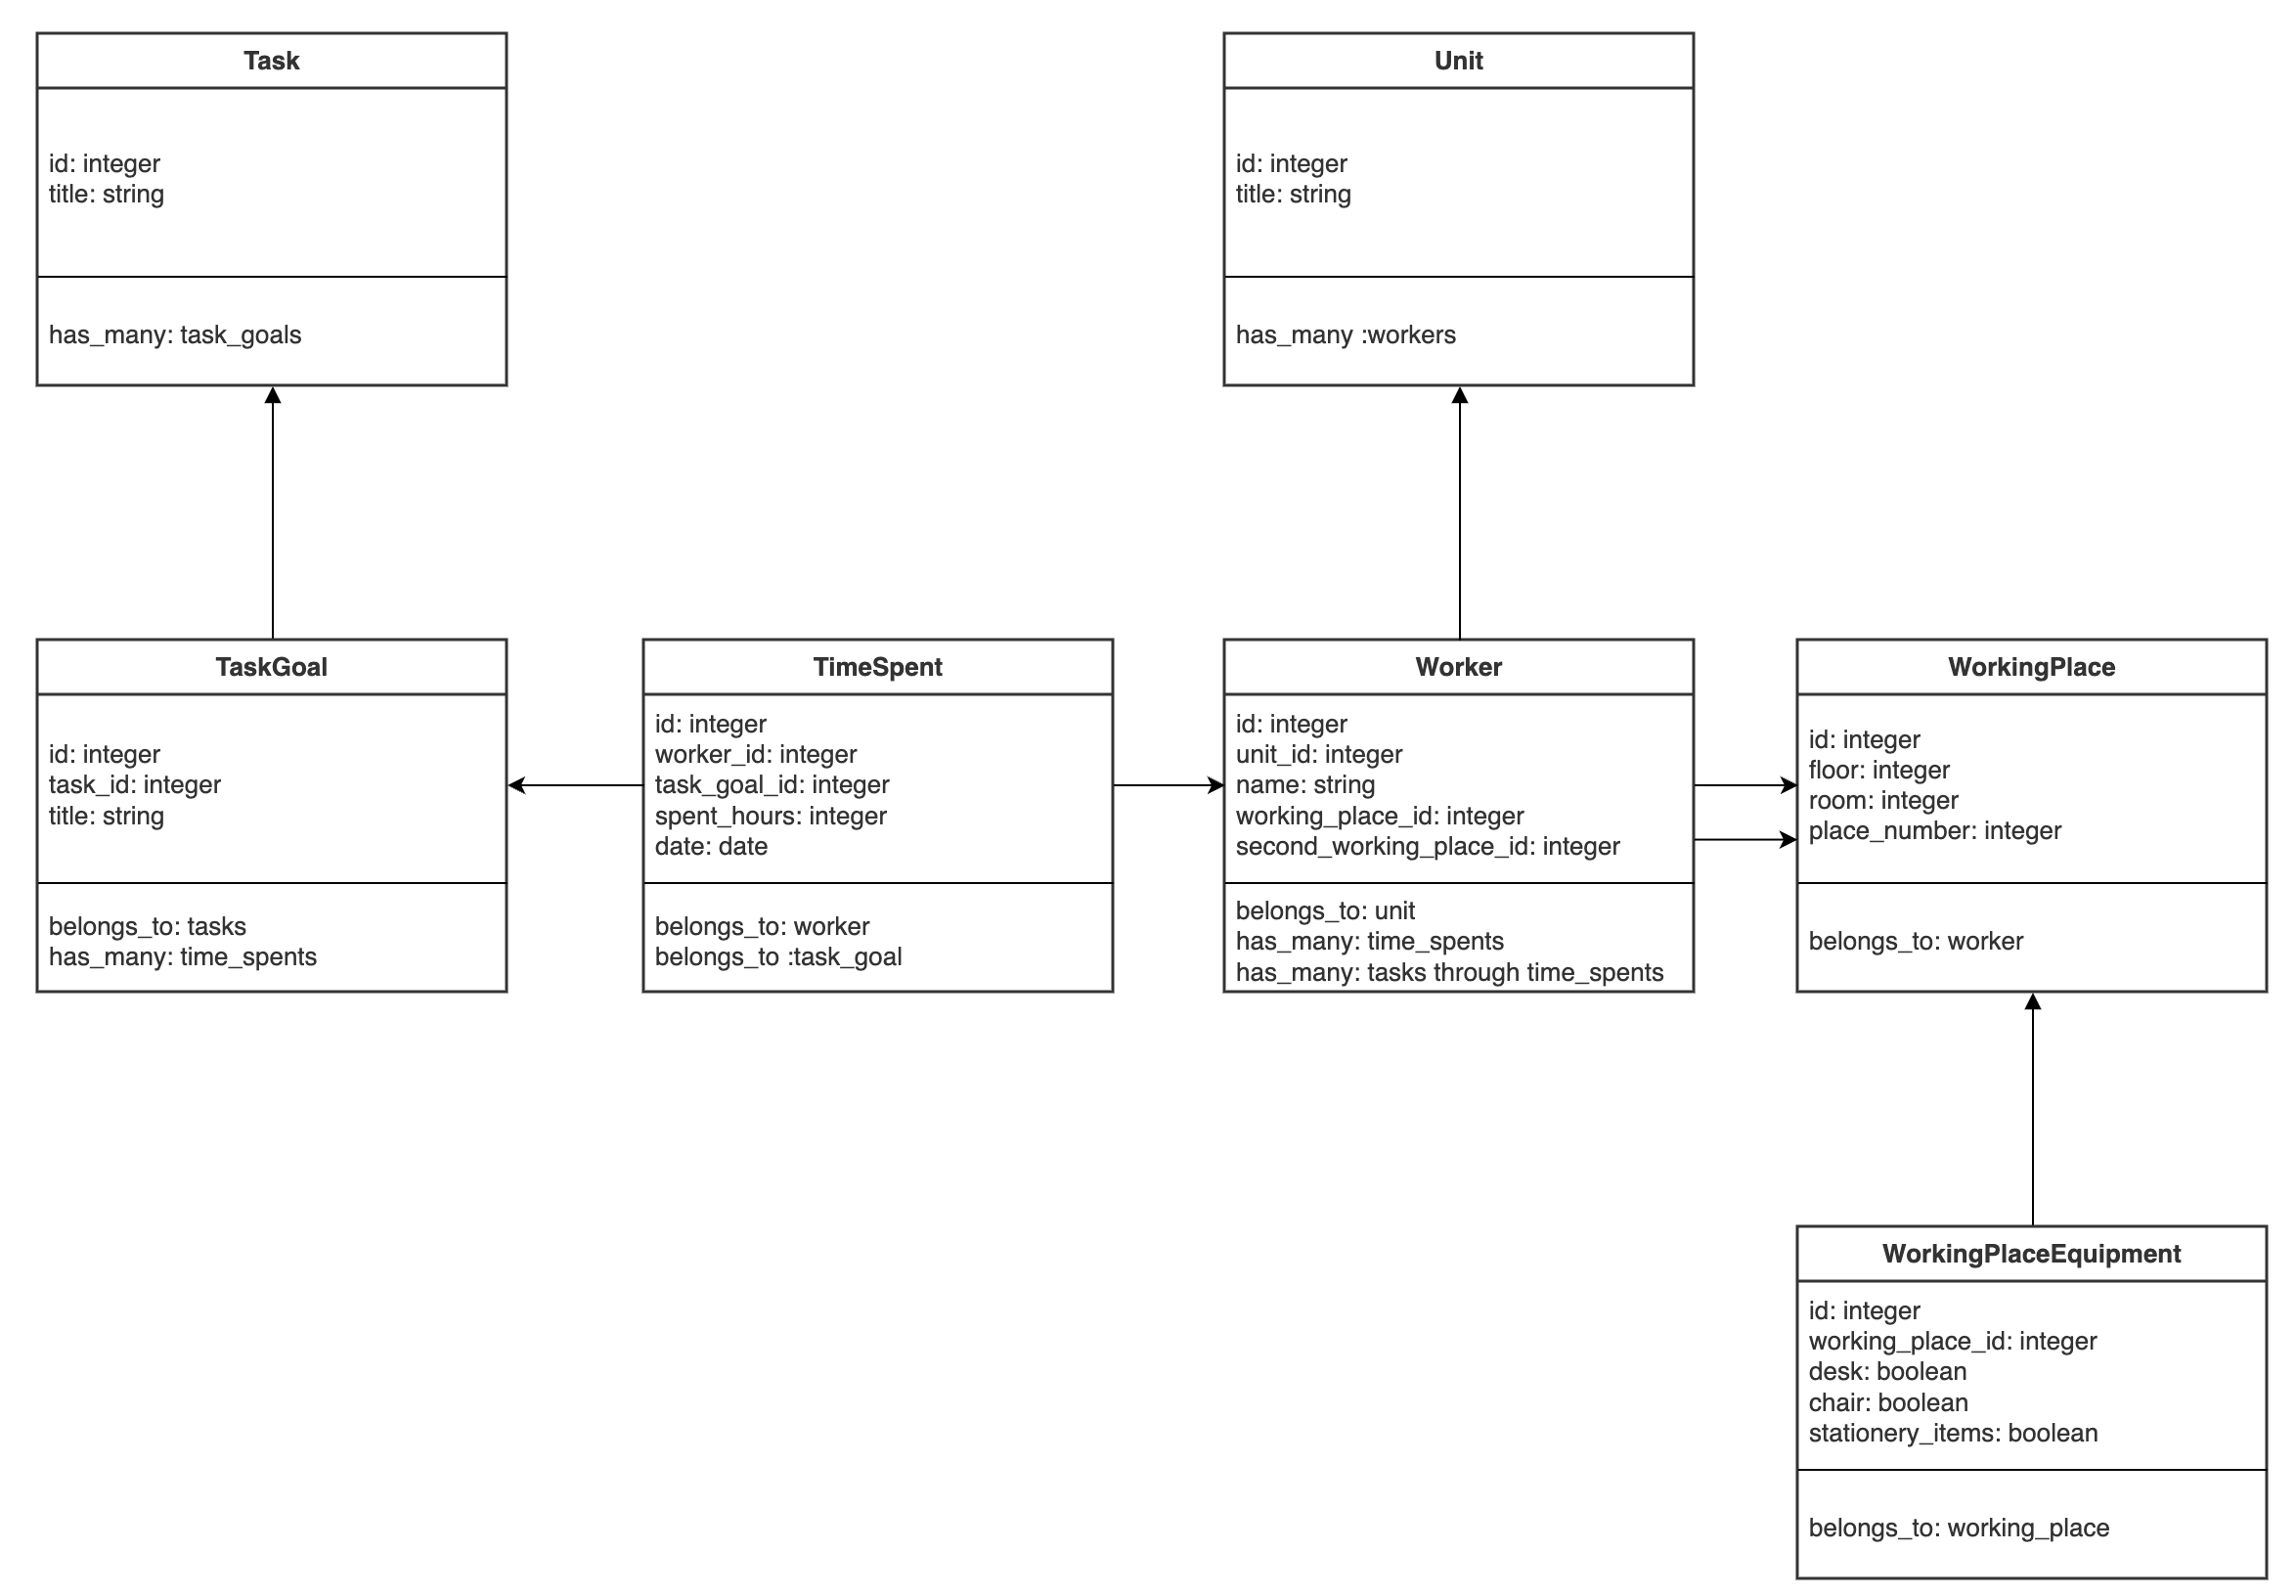 Task
id: integer
title: string
has_many: task_goals
Unit
id: integer
title: string
has_many :workers
TaskGoal
id: integer
task_id: integer
title: string
belongs_to: tasks
has_many: time_spents
TimeSpent
id: integer
worker_id: integer
task_goal_id: integer
spent_hours: integer
date: date
belongs_to: worker
belongs_to :task_goal
Worker
id: integer
unit_id: integer
name: string
working_place_id: integer
second_working_place_id: integer
belongs_to: unit
has_many: time_spents
has_many: tasks through time_spents
WorkingPlace
id: integer
floor: integer
room: integer
place_number: integer
belongs_to: worker
WorkingPlaceEquipment
id: integer
working_place_id: integer
desk: boolean
chair: boolean
stationery_items: boolean
belongs_to: working_place